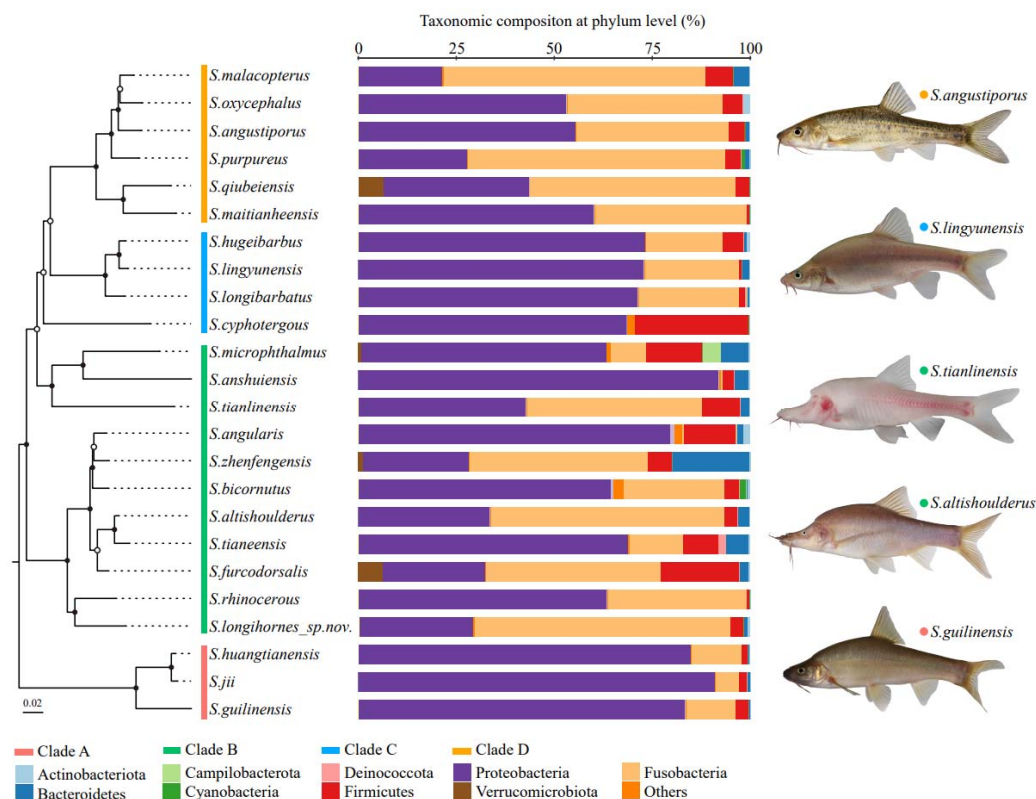 Taxonomic compositon at phylum level (%)
0 25 50 75 100
S.malacopterus
S.oxycephalus
S.angustiporus
S.purpureus
S.qiubeiensis
S.maitianheensis
S.hugeibarbus
S.lingyunensis
S.longibarbatus
S.cyphotergous
S.microphthalmus
S.anshuiensis
S.tianlinensis
S.angularis
S.zhenfengensis
S.bicornutus
S.altishoulderus
S.tianeensis
S.furcodorsalis
S.rhinocerous
S.longihornes_sp.nov.
S.huangtianensis
S.jii
S.guilinensis
0.02
S.angustiporus
S.lingyunensis
S.tianlinensis
S.altishoulderus
S.guilinensis
Clade A Clade B Clade C Clade D
Actinobacteriota Campilobacterota Deinococcota Proteobacteria Fusobacteria
Bacteroidetes Cyanobacteria Firmicutes Verrucomicrobiota Others